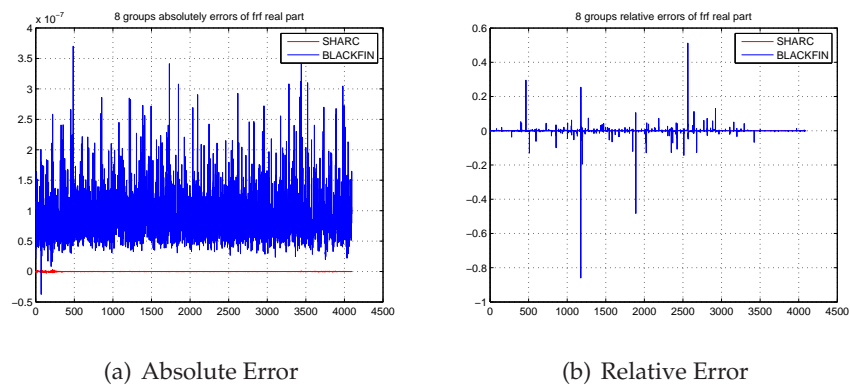 8 groups absolutely errors of frf real part
x 10⁻⁷
4
3.5
3
2.5
2
1.5
1
0.5
0
−0.5
0 500 1000 1500 2000 2500 3000 3500 4000 4500
SHARC
BLACKFIN
(a) Absolute Error
8 groups relative errors of frf real part
0.6
0.4
0.2
0
−0.2
−0.4
−0.6
−0.8
−1
0 500 1000 1500 2000 2500 3000 3500 4000 4500
SHARC
BLACKFIN
(b) Relative Error